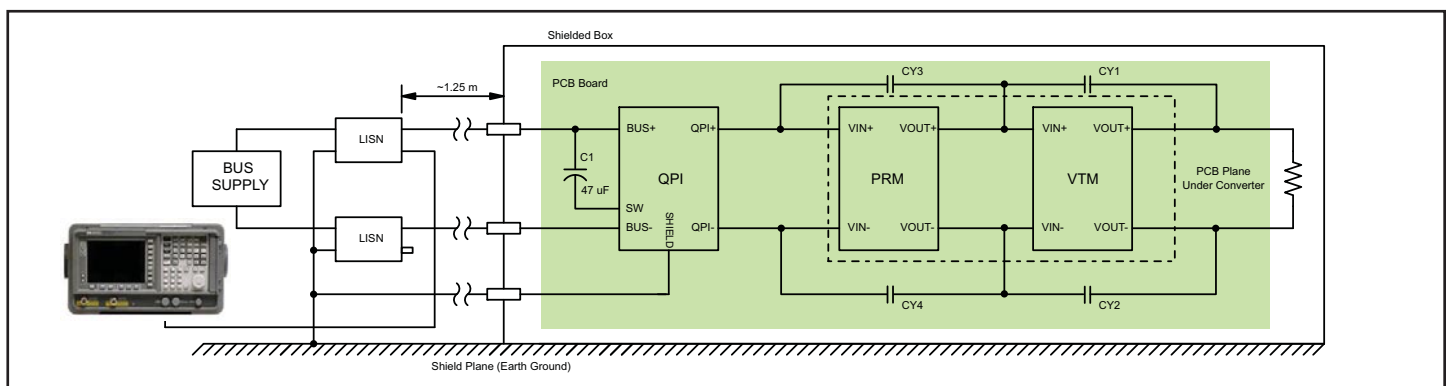 Shielded Box
PCB Board
CY3
CY1
~1.25 m
LISN
BUS+
QPI+
VIN+
VOUT+
VIN+
VOUT+
C1
47 uF
BUS
SUPPLY
QPI
PRM
VTM
PCB Plane
Under Converter
SW
SHIELD
LISN
BUS-
QPI-
VIN-
VOUT-
VIN-
VOUT-
CY4
CY2
Shield Plane (Earth Ground)